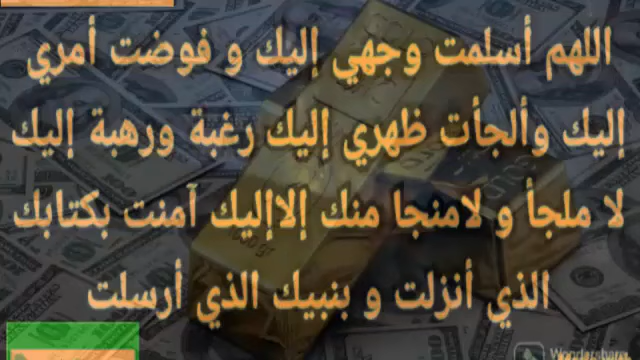 اللهم أسلمت وجهي إليك و فوضت أمري
إليك وألجأت ظهري إليك رغبة ورهبة إليك
لا ملجأ و لامنجا منك إلاإليك آمنت بكتابك
الذي أنزلت و بنبيك الذي أرسلت
Wondershare